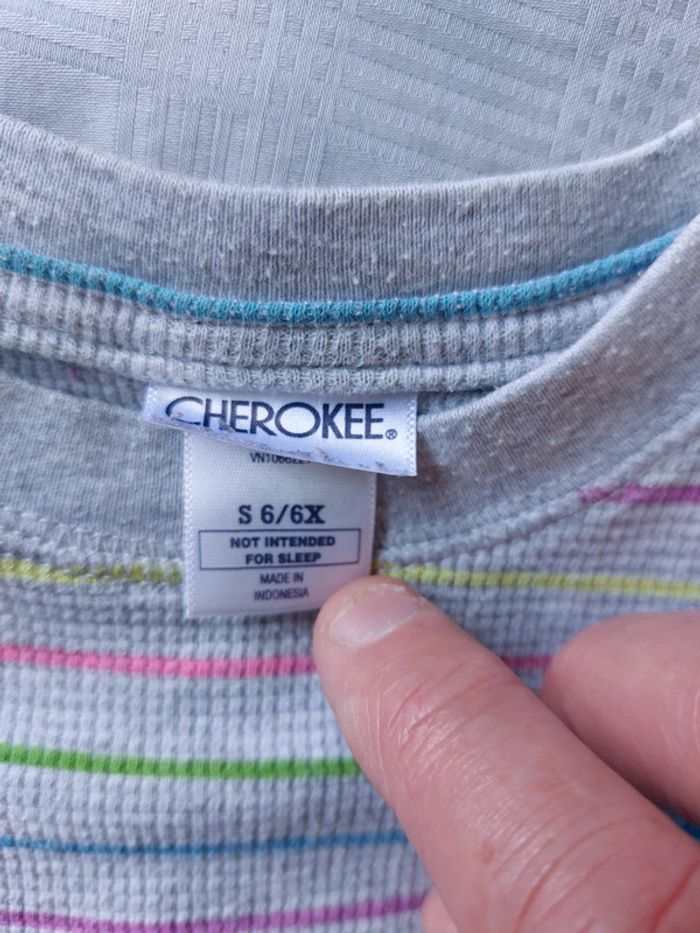 CHEROKEE®
S 6/6X
NOT INTENDED
FOR SLEEP
MADE IN
INDONESIA